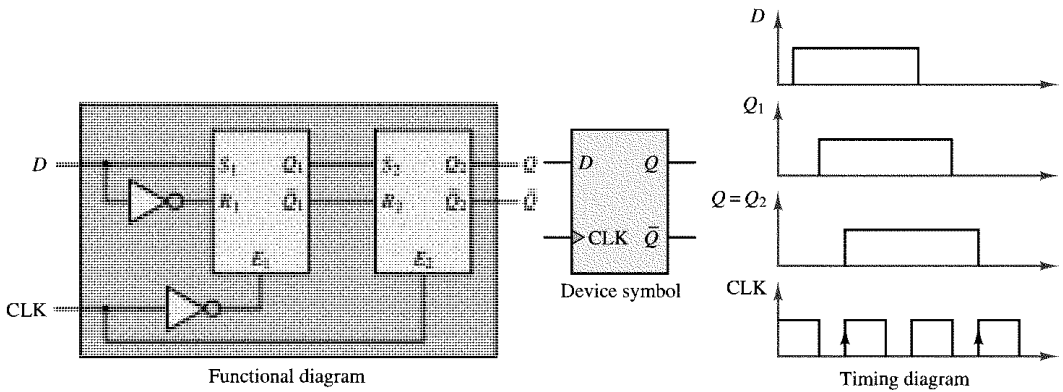 D
S₁ Q₁
R₁ Q̄₁
E₁
S₂ Q₂
R₂ Q̄₂
E₂
Q
Q̄
CLK
Functional diagram
D Q
CLK Q̄
Device symbol
D
Q₁
Q = Q₂
CLK
Timing diagram